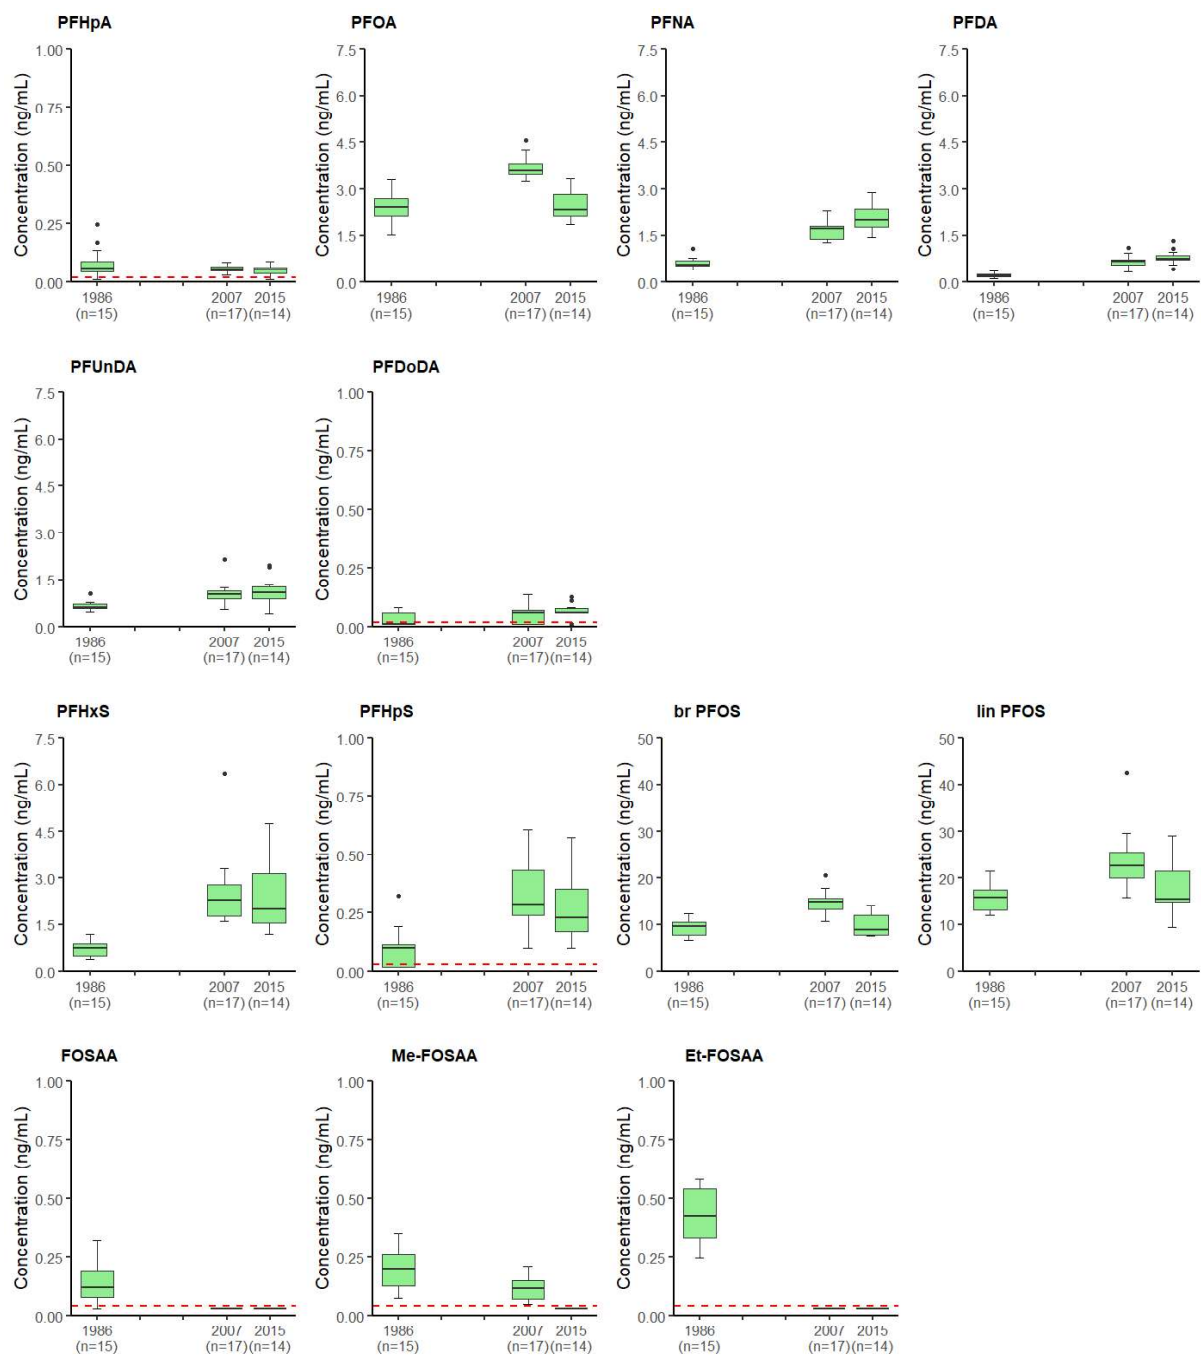 PFHpA
Concentration (ng/mL)
1.00
0.75
0.50
0.25
0.00
1986
(n=15)
2007
(n=17)
2015
(n=14)
PFOA
Concentration (ng/mL)
7.5
6.0
4.5
3.0
1.5
0.0
1986
(n=15)
2007
(n=17)
2015
(n=14)
PFNA
Concentration (ng/mL)
7.5
6.0
4.5
3.0
1.5
0.0
1986
(n=15)
2007
(n=17)
2015
(n=14)
PFDA
Concentration (ng/mL)
7.5
6.0
4.5
3.0
1.5
0.0
1986
(n=15)
2007
(n=17)
2015
(n=14)
PFUnDA
Concentration (ng/mL)
7.5
6.0
4.5
3.0
1.5
0.0
1986
(n=15)
2007
(n=17)
2015
(n=14)
PFDoDA
Concentration (ng/mL)
1.00
0.75
0.50
0.25
0.00
1986
(n=15)
2007
(n=17)
2015
(n=14)
PFHxS
Concentration (ng/mL)
7.5
6.0
4.5
3.0
1.5
0.0
1986
(n=15)
2007
(n=17)
2015
(n=14)
PFHpS
Concentration (ng/mL)
1.00
0.75
0.50
0.25
0.00
1986
(n=15)
2007
(n=17)
2015
(n=14)
br PFOS
Concentration (ng/mL)
50
40
30
20
10
0
1986
(n=15)
2007
(n=17)
2015
(n=14)
lin PFOS
Concentration (ng/mL)
50
40
30
20
10
0
1986
(n=15)
2007
(n=17)
2015
(n=14)
FOSAA
Concentration (ng/mL)
1.00
0.75
0.50
0.25
0.00
1986
(n=15)
2007
(n=17)
2015
(n=14)
Me-FOSAA
Concentration (ng/mL)
1.00
0.75
0.50
0.25
0.00
1986
(n=15)
2007
(n=17)
2015
(n=14)
Et-FOSAA
Concentration (ng/mL)
1.00
0.75
0.50
0.25
0.00
1986
(n=15)
2007
(n=17)
2015
(n=14)